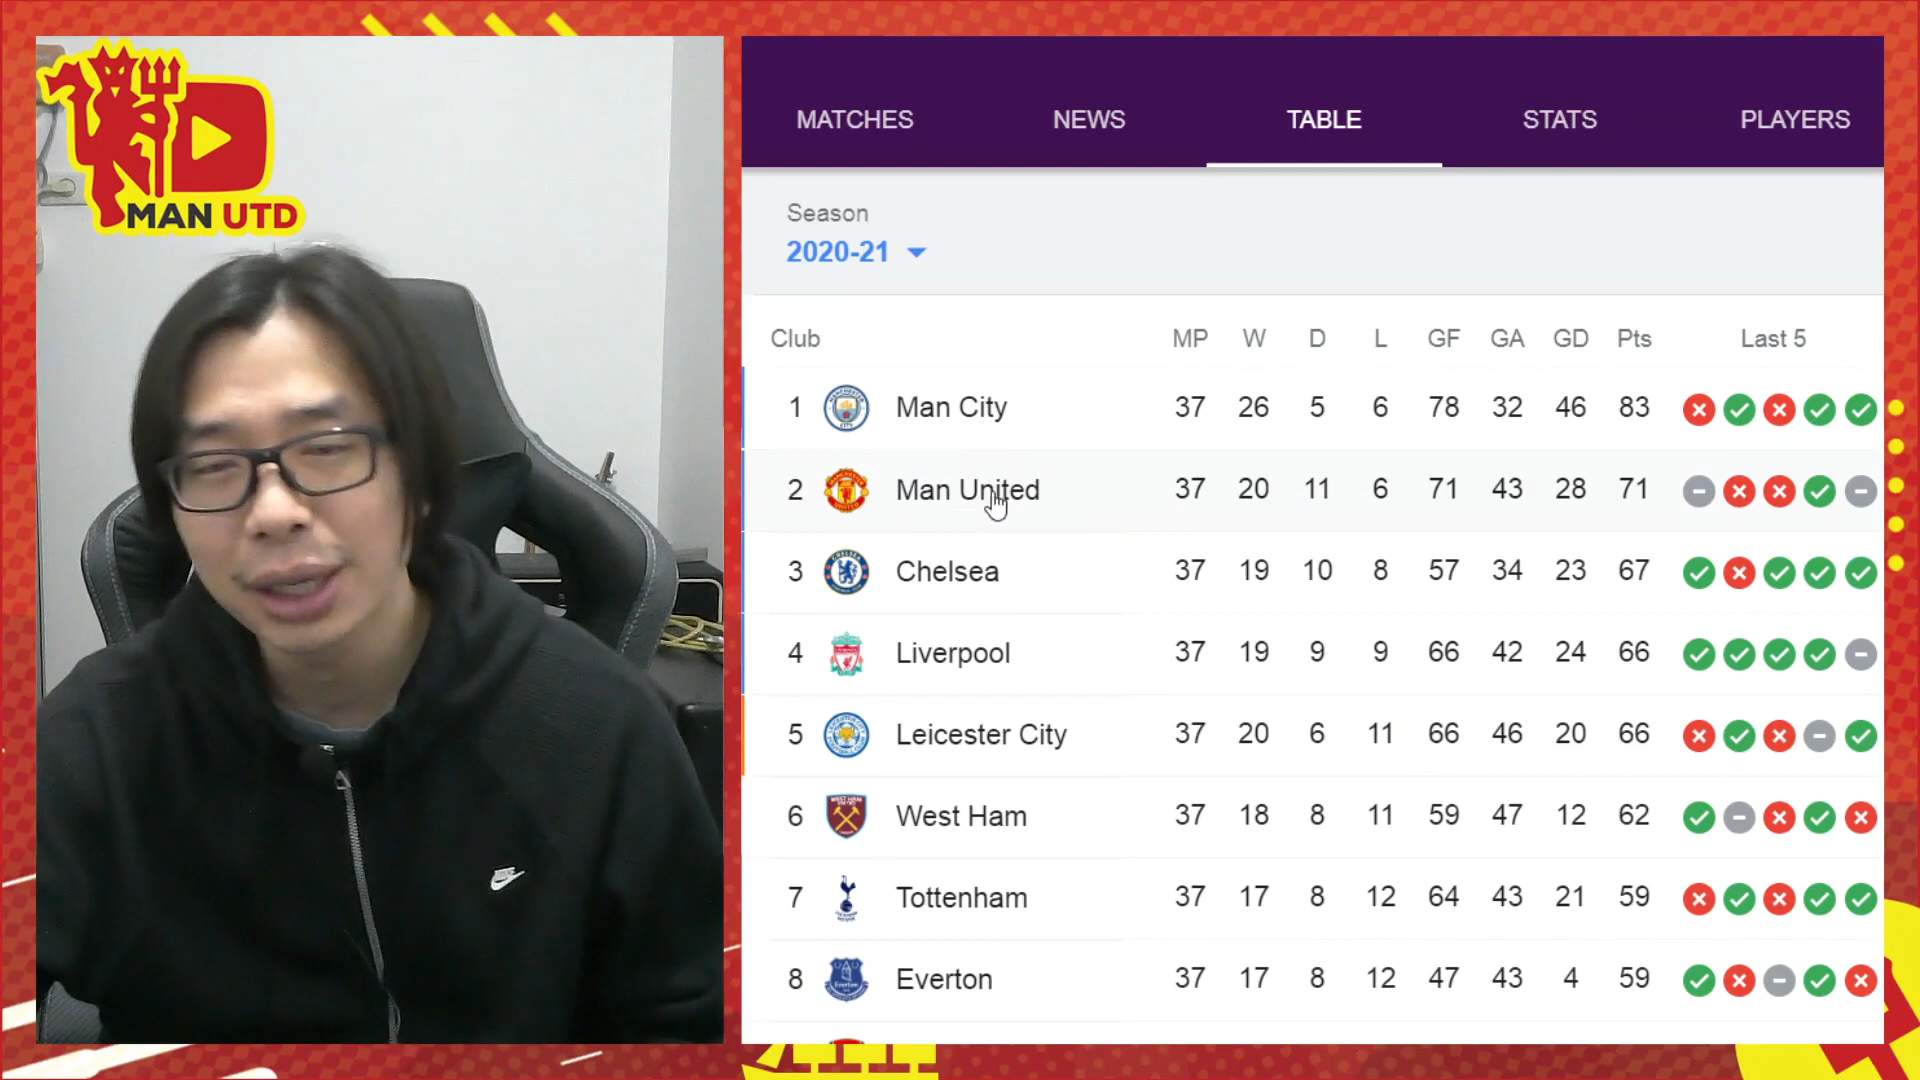 MAN UTD
MATCHES NEWS TABLE STATS PLAYERS
Season
2020-21
Club MP W D L GF GA GD Pts Last 5
1 Man City 37 26 5 6 78 32 46 83
2 Man United 37 20 11 6 71 43 28 71
3 Chelsea 37 19 10 8 57 34 23 67
4 Liverpool 37 19 9 9 66 42 24 66
5 Leicester City 37 20 6 11 66 46 20 66
6 West Ham 37 18 8 11 59 47 12 62
7 Tottenham 37 17 8 12 64 43 21 59
8 Everton 37 17 8 12 47 43 4 59